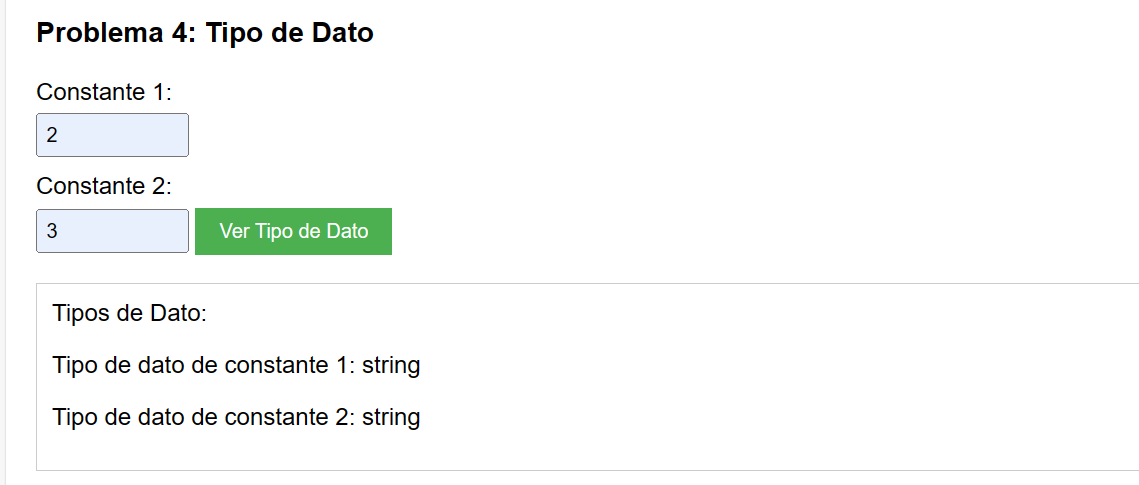 Problema 4: Tipo de Dato
Constante 1:
2
Constante 2:
3 Ver Tipo de Dato
Tipos de Dato:
Tipo de dato de constante 1: string
Tipo de dato de constante 2: string